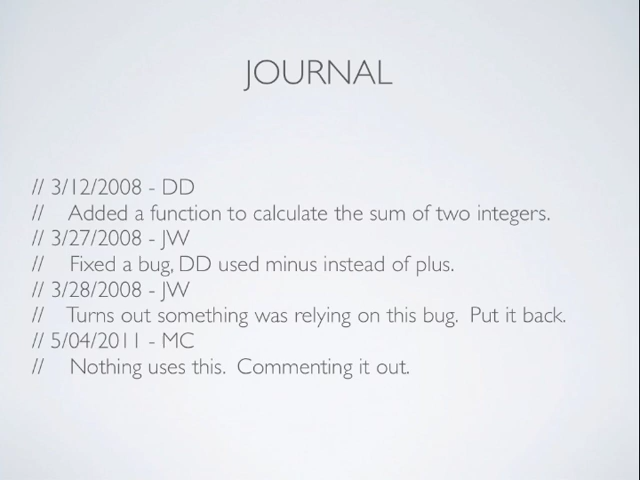 JOURNAL
// 3/12/2008 - DD
// Added a function to calculate the sum of two integers.
// 3/27/2008 - JW
// Fixed a bug, DD used minus instead of plus.
// 3/28/2008 - JW
// Turns out something was relying on this bug. Put it back.
// 5/04/2011 - MC
// Nothing uses this. Commenting it out.